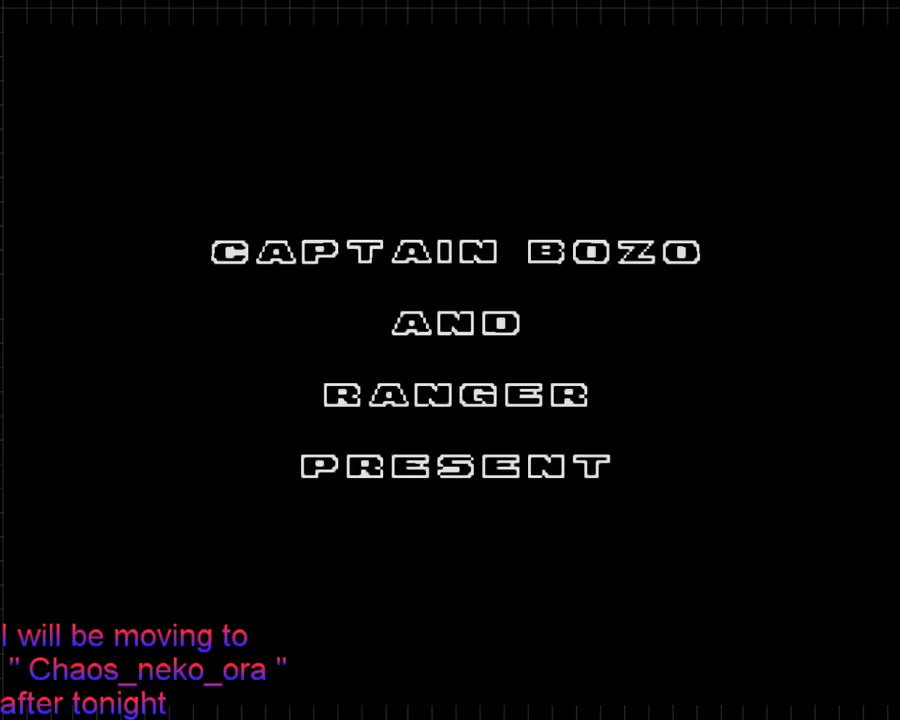 CAPTAIN BOZO
AND
RANGER
PRESENT
I will be moving to
" Chaos_neko_ora "
after tonight